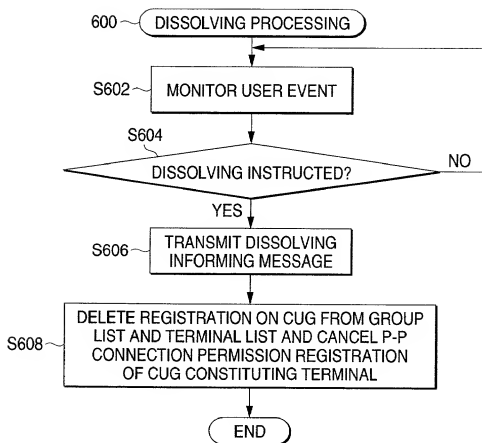 600
DISSOLVING PROCESSING
S602
MONITOR USER EVENT
S604
DISSOLVING INSTRUCTED?
NO
YES
S606
TRANSMIT DISSOLVING
INFORMING MESSAGE
S608
DELETE REGISTRATION ON CUG FROM GROUP
LIST AND TERMINAL LIST AND CANCEL P-P
CONNECTION PERMISSION REGISTRATION
OF CUG CONSTITUTING TERMINAL
END